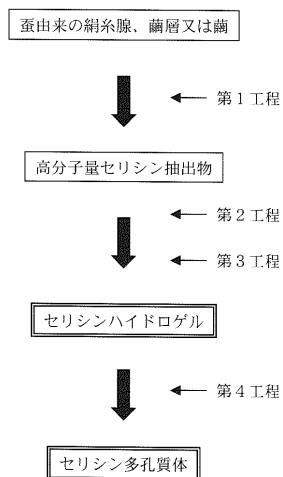 蚕由来の絹糸腺、繭層又は繭
第１工程
高分子量セリシン抽出物
第２工程
第３工程
セリシンハイドロゲル
第４工程
セリシン多孔質体